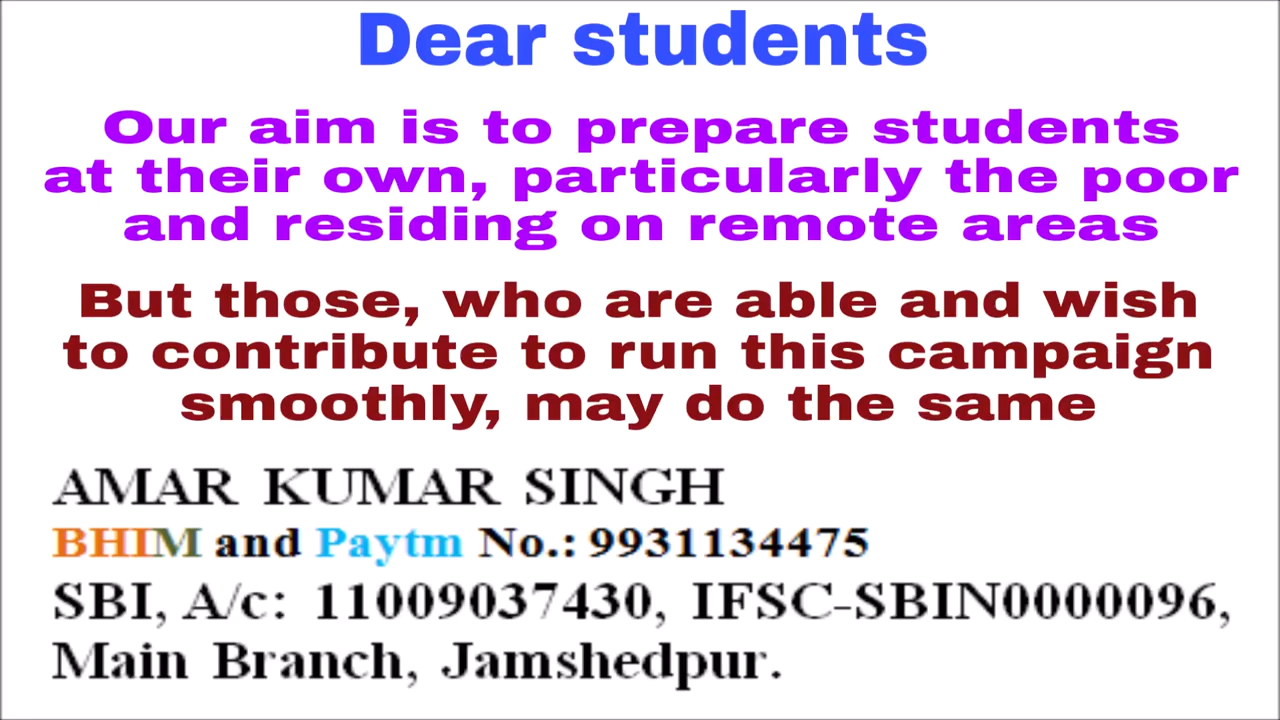 Dear students
Our aim is to prepare students
at their own, particularly the poor
and residing on remote areas
But those, who are able and wish
to contribute to run this campaign
smoothly, may do the same
AMAR KUMAR SINGH
BHIM and Paytm No.: 9931134475
SBI, A/c: 11009037430, IFSC-SBIN0000096,
Main Branch, Jamshedpur.